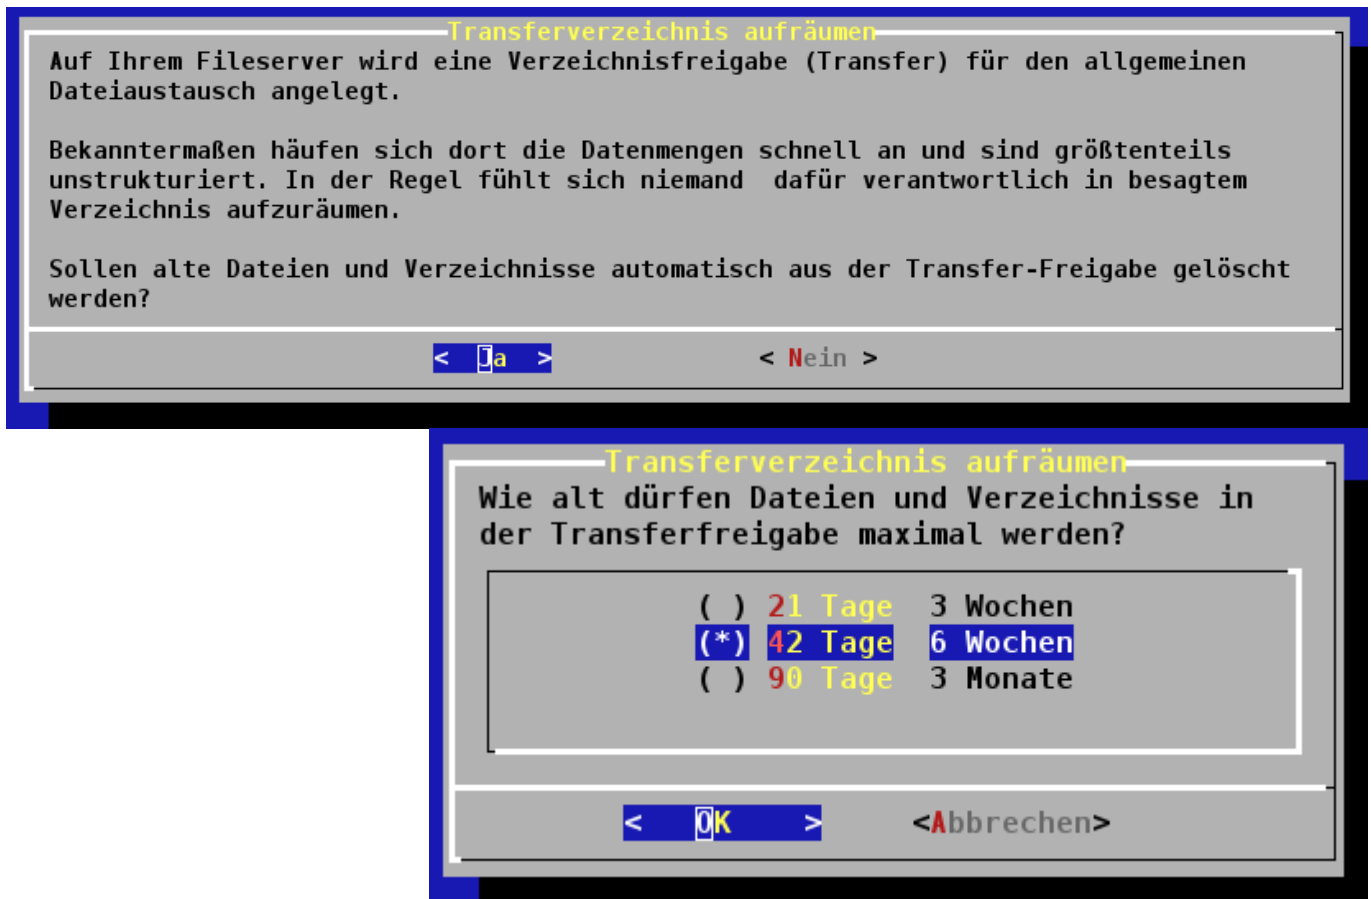 Transferverzeichnis aufräumen
Auf Ihrem Fileserver wird eine Verzeichnisfreigabe (Transfer) für den allgemeinen
Dateiaustausch angelegt.
Bekanntermaßen häufen sich dort die Datenmengen schnell an und sind größtenteils
unstrukturiert. In der Regel fühlt sich niemand  dafür verantwortlich in besagtem
Verzeichnis aufzuräumen.
Sollen alte Dateien und Verzeichnisse automatisch aus der Transfer-Freigabe gelöscht
werden?
<  Ja  > < Nein >
Transferverzeichnis aufräumen
Wie alt dürfen Dateien und Verzeichnisse in
der Transferfreigabe maximal werden?
( ) 21 Tage  3 Wochen
(*) 42 Tage  6 Wochen
( ) 90 Tage  3 Monate
<   OK    > <Abbrechen>